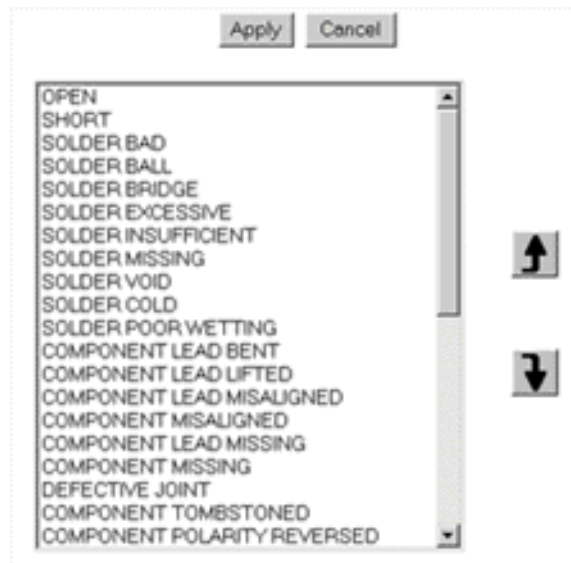 Apply Cancel
OPEN
SHORT
SOLDER BAD
SOLDER BALL
SOLDER BRIDGE
SOLDER EXCESSIVE
SOLDER INSUFFICIENT
SOLDER MISSING
SOLDER VOID
SOLDER COLD
SOLDER POOR WETTING
COMPONENT LEAD BENT
COMPONENT LEAD LIFTED
COMPONENT LEAD MISALIGNED
COMPONENT MISALIGNED
COMPONENT LEAD MISSING
COMPONENT MISSING
DEFECTIVE JOINT
COMPONENT TOMBSTONED
COMPONENT POLARITY REVERSED